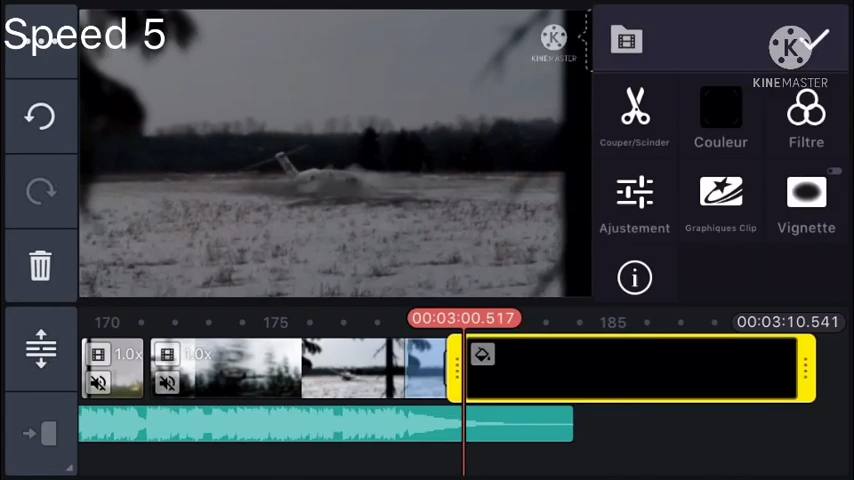 Speed 5
KINEMASTER
KINEMASTER
Couper/Scinder
Couleur
Filtre
Ajustement
Graphiques Clip
Vignette
00:03:00.517
170
175
185
00:03:10.541
1.0x
1.0x